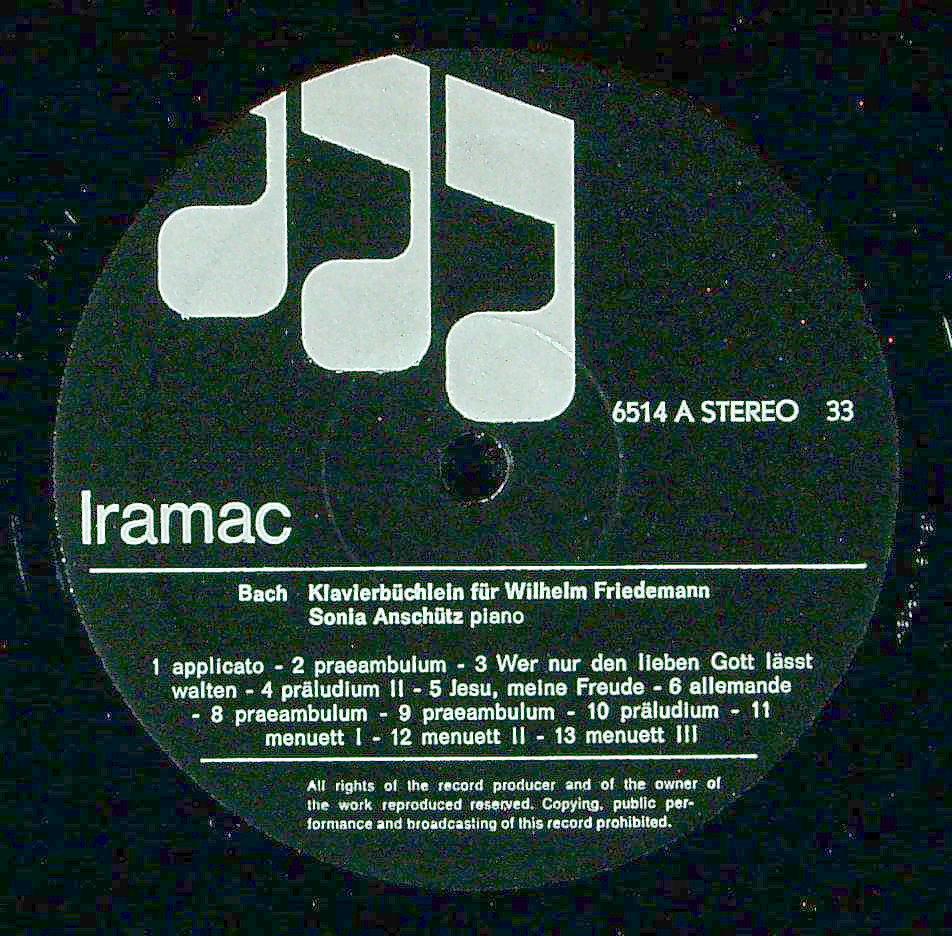 6514 A STEREO 33
Iramac
Bach Klavierbüchlein für Wilhelm Friedemann
Sonia Anschütz piano
1 applicato - 2 praeambulum - 3 Wer nur den lieben Gott lässt
walten - 4 präludium II - 5 Jesu, meine Freude - 6 allemande
- 8 praeambulum - 9 praeambulum - 10 präludium - 11
menuett I - 12 menuett II - 13 menuett III
All rights of the record producer and of the owner of
the work reproduced reserved. Copying, public per-
formance and broadcasting of this record prohibited.